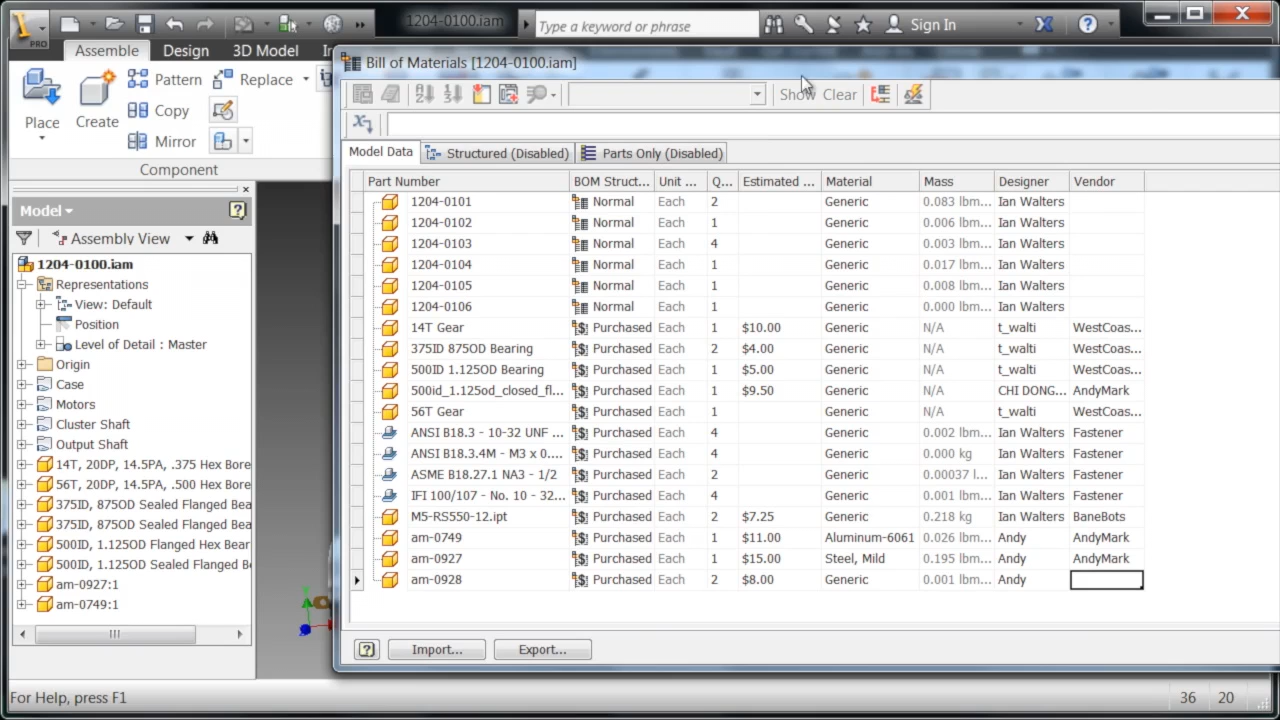 1204-0100.iam
Type a keyword or phrase
Sign In
PRO
Assemble Design 3D Model
Bill of Materials [1204-0100.iam]
Place
Create
Pattern
Replace
Copy
Mirror
Component
Show Clear
Model Data
Structured (Disabled)
Parts Only (Disabled)
Model
Assembly View
1204-0100.iam
Representations
View: Default
Position
Level of Detail : Master
Origin
Case
Motors
Cluster Shaft
Output Shaft
14T, 20DP, 14.5PA, .375 Hex Bore
56T, 20DP, 14.5PA, .500 Hex Bore
375ID, 875OD Sealed Flanged Bea
375ID, 875OD Sealed Flanged Bea
500ID, 1.125OD Flanged Hex Bear
500ID, 1.125OD Sealed Flanged B
am-0927:1
am-0749:1
Part Number BOM Struct... Unit ... Q... Estimated ... Material Mass Designer Vendor
1204-0101 Normal Each 2 Generic 0.083 lbm... Ian Walters
1204-0102 Normal Each 1 Generic 0.006 lbm... Ian Walters
1204-0103 Normal Each 4 Generic 0.003 lbm... Ian Walters
1204-0104 Normal Each 1 Generic 0.017 lbm... Ian Walters
1204-0105 Normal Each 1 Generic 0.008 lbm... Ian Walters
1204-0106 Normal Each 1 Generic 0.000 lbm... Ian Walters
14T Gear Purchased Each 1 $10.00 Generic N/A t_walti WestCoas...
375ID 875OD Bearing Purchased Each 2 $4.00 Generic N/A t_walti WestCoas...
500ID 1.125OD Bearing Purchased Each 1 $5.00 Generic N/A t_walti WestCoas...
500id_1.125od_closed_fl... Purchased Each 1 $9.50 Generic N/A CHI DONG... AndyMark
56T Gear Purchased Each 1 Generic N/A t_walti WestCoas...
ANSI B18.3 - 10-32 UNF ... Purchased Each 4 Generic 0.002 lbm... Ian Walters Fastener
ANSI B18.3.4M - M3 x 0.... Purchased Each 4 Generic 0.000 kg Ian Walters Fastener
ASME B18.27.1 NA3 - 1/2 Purchased Each 2 Generic 0.00037 l... Ian Walters Fastener
IFI 100/107 - No. 10 - 32... Purchased Each 4 Generic 0.001 lbm... Ian Walters Fastener
M5-RS550-12.ipt Purchased Each 2 $7.25 Generic 0.218 kg Ian Walters BaneBots
am-0749 Purchased Each 1 $11.00 Aluminum-6061 0.026 lbm... Andy AndyMark
am-0927 Purchased Each 1 $15.00 Steel, Mild 0.195 lbm... Andy AndyMark
am-0928 Purchased Each 2 $8.00 Generic 0.001 lbm... Andy
Import... Export...
For Help, press F1
36 20